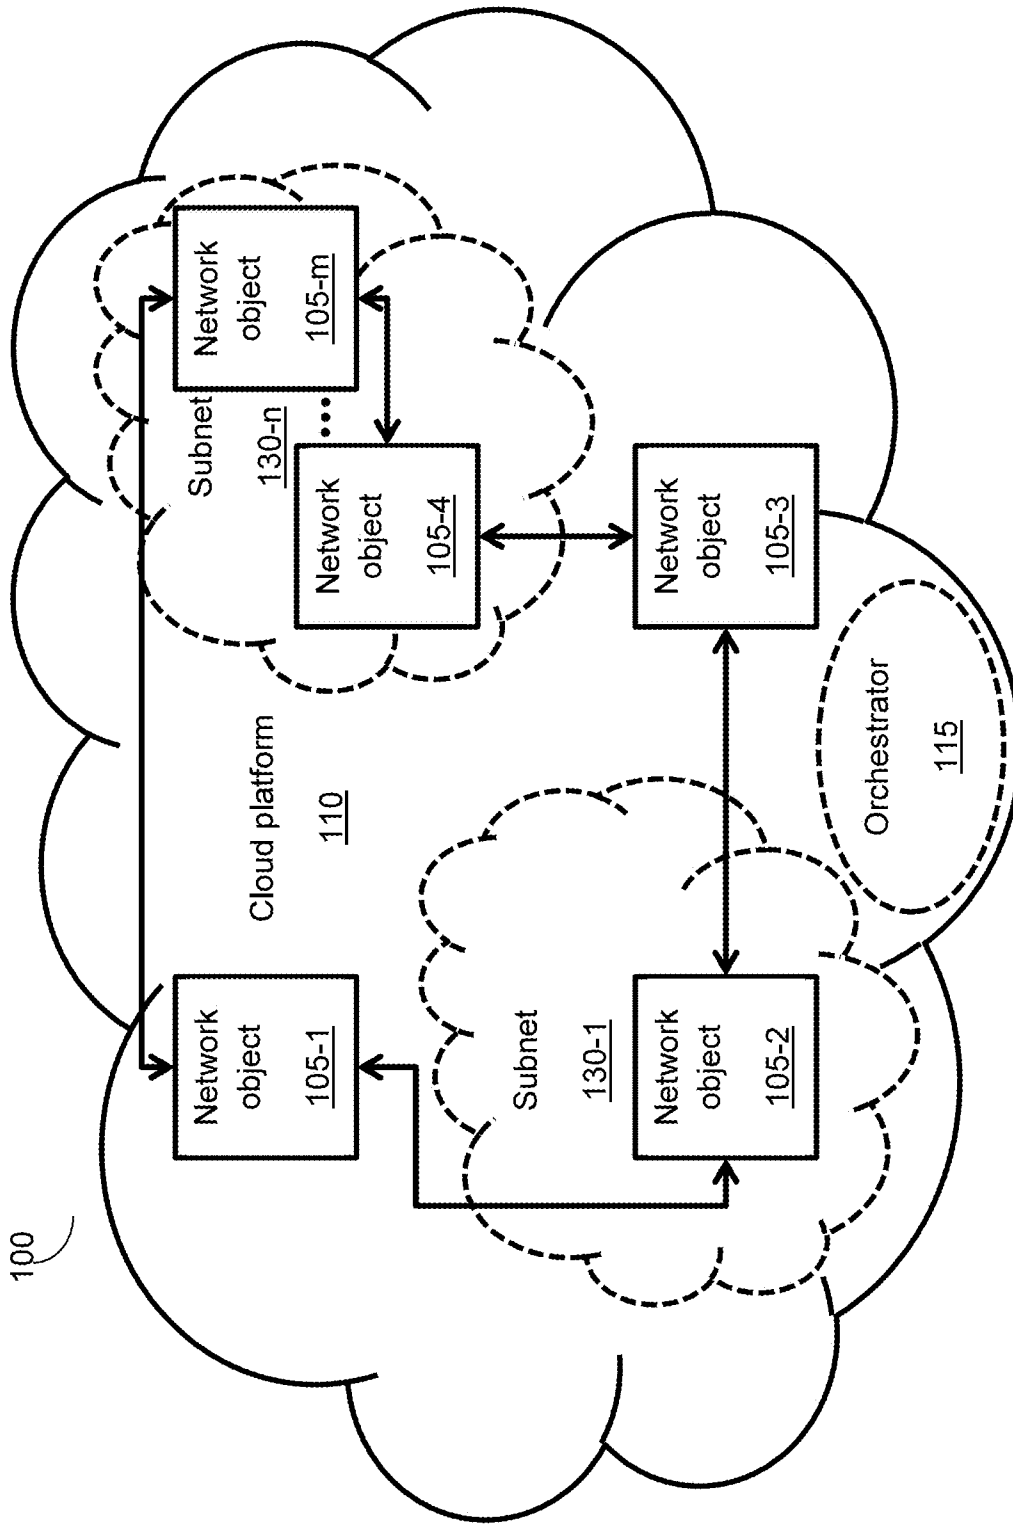 100
Network
object
105-1
Cloud platform
110
Subnet
130-n
Network
object
105-m
Network
object
105-4
...
Subnet
130-1
Network
object
105-2
Network
object
105-3
Orchestrator
115